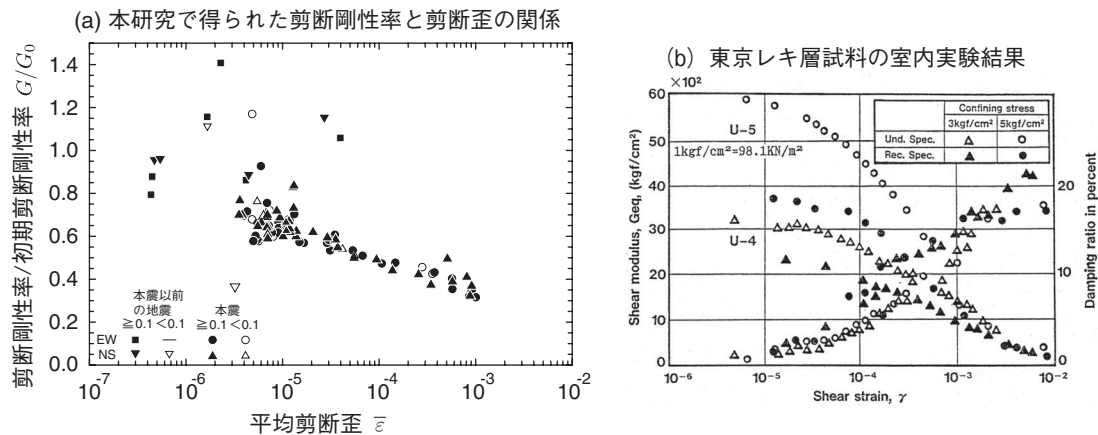 (a) 本研究で得られた剪断剛性率と剪断歪の関係
剪断剛性率/初期剪断剛性率 G/G₀
1.4
1.2
1.0
0.8
0.6
0.4
0.2
0.0
本震以前
の地震
本震
≧0.1 <0.1
≧0.1 <0.1
EW
NS
10⁻⁷
10⁻⁶
10⁻⁵
10⁻⁴
10⁻³
10⁻²
平均剪断歪 ε̅
(b) 東京レキ層試料の室内実験結果
×10²
Shear modulus, Geq, (kgf/cm²)
60
50
40
30
20
10
0
U-5
1kgf/cm²=98.1KN/m²
U-4
Confining stress
3kgf/cm² 5kgf/cm²
Und. Spec.
Rec. Spec.
20
10
0
Damping ratio in percent
10⁻⁶
10⁻⁵
10⁻⁴
10⁻³
10⁻²
Shear strain, γ